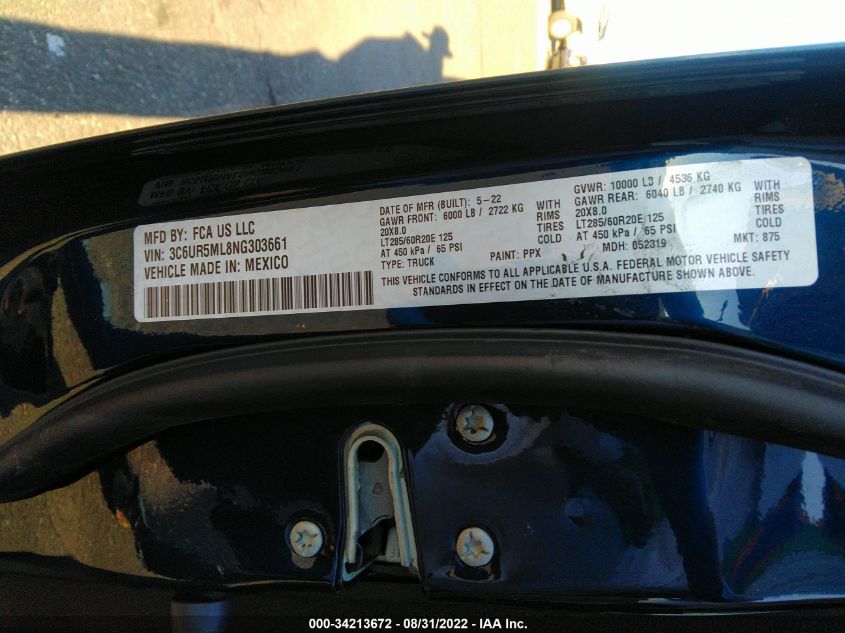 MFD BY: FCA US LLC
VIN: 3C6UR5ML8NG303661
VEHICLE MADE IN: MEXICO
DATE OF MFR (BUILT): 5-22
GAWR FRONT: 6000 LB / 2722 KG WITH
20X8.0 RIMS
LT285/60R20E 125 TIRES
AT 450 kPa / 65 PSI COLD
TYPE: TRUCK PAINT: PPX
GVWR: 10000 LB / 4536 KG
GAWR REAR: 6040 LB / 2740 KG WITH
20X8.0 RIMS
LT285/60R20E 125 TIRES
AT 450 kPa / 65 PSI COLD
MDH: 052319 MKT: 875
THIS VEHICLE CONFORMS TO ALL APPLICABLE U.S.A. FEDERAL MOTOR VEHICLE SAFETY
STANDARDS IN EFFECT ON THE DATE OF MANUFACTURE SHOWN ABOVE.
000-34213672 - 08/31/2022 - IAA Inc.